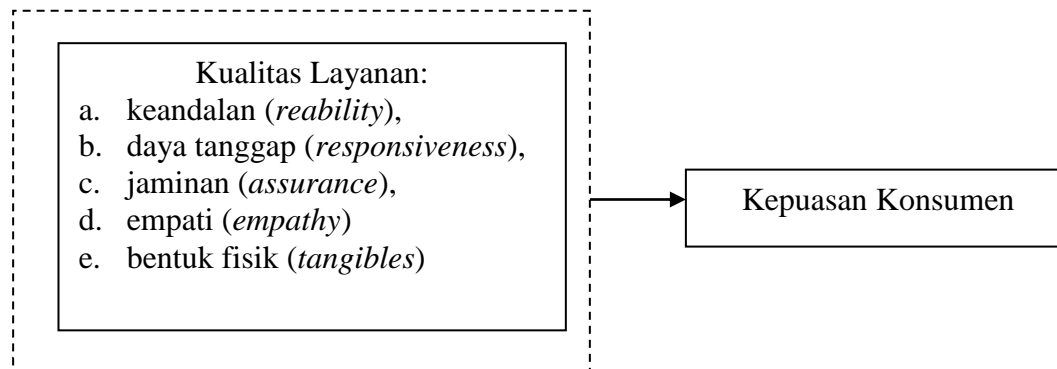 Kualitas Layanan:
a. keandalan (reability),
b. daya tanggap (responsiveness),
c. jaminan (assurance),
d. empati (empathy)
e. bentuk fisik (tangibles)
Kepuasan Konsumen